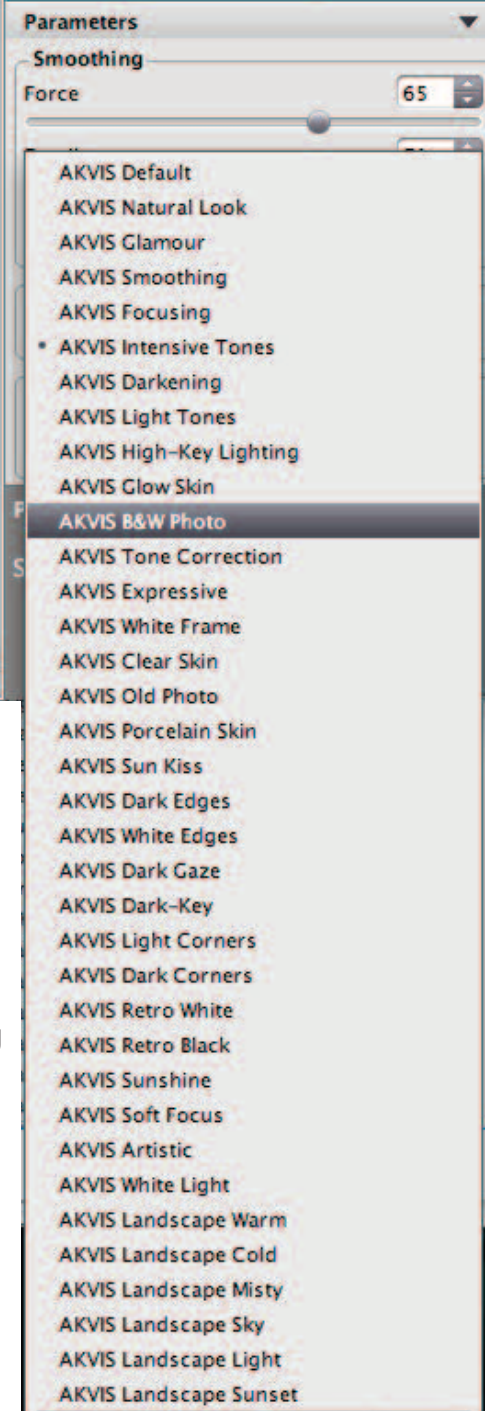 Parameters
Smoothing
Force 65
AKVIS Default
AKVIS Natural Look
AKVIS Glamour
AKVIS Smoothing
AKVIS Focusing
• AKVIS Intensive Tones
AKVIS Darkening
AKVIS Light Tones
AKVIS High-Key Lighting
AKVIS Glow Skin
AKVIS B&W Photo
AKVIS Tone Correction
AKVIS Expressive
AKVIS White Frame
AKVIS Clear Skin
AKVIS Old Photo
AKVIS Porcelain Skin
AKVIS Sun Kiss
AKVIS Dark Edges
AKVIS White Edges
AKVIS Dark Gaze
AKVIS Dark-Key
AKVIS Light Corners
AKVIS Dark Corners
AKVIS Retro White
AKVIS Retro Black
AKVIS Sunshine
AKVIS Soft Focus
AKVIS Artistic
AKVIS White Light
AKVIS Landscape Warm
AKVIS Landscape Cold
AKVIS Landscape Misty
AKVIS Landscape Sky
AKVIS Landscape Light
AKVIS Landscape Sunset